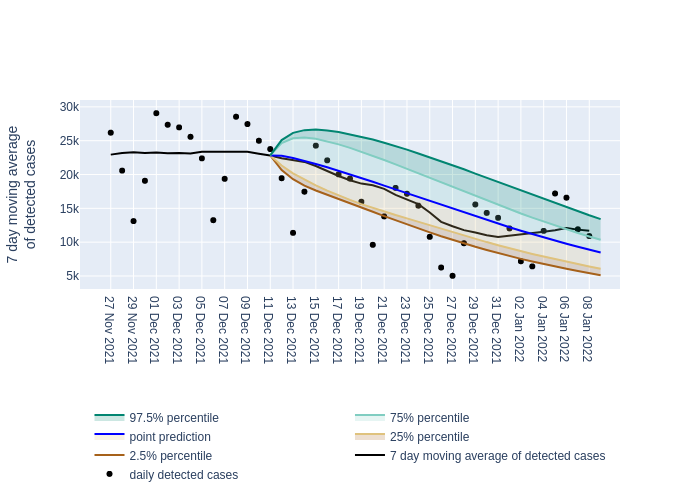 7 day moving average
of detected cases
30k
25k
20k
15k
10k
5k
27 Nov 2021
29 Nov 2021
01 Dec 2021
03 Dec 2021
05 Dec 2021
07 Dec 2021
09 Dec 2021
11 Dec 2021
13 Dec 2021
15 Dec 2021
17 Dec 2021
19 Dec 2021
21 Dec 2021
23 Dec 2021
25 Dec 2021
27 Dec 2021
29 Dec 2021
31 Dec 2021
02 Jan 2022
04 Jan 2022
06 Jan 2022
08 Jan 2022
97.5% percentile
75% percentile
point prediction
25% percentile
2.5% percentile
7 day moving average of detected cases
daily detected cases